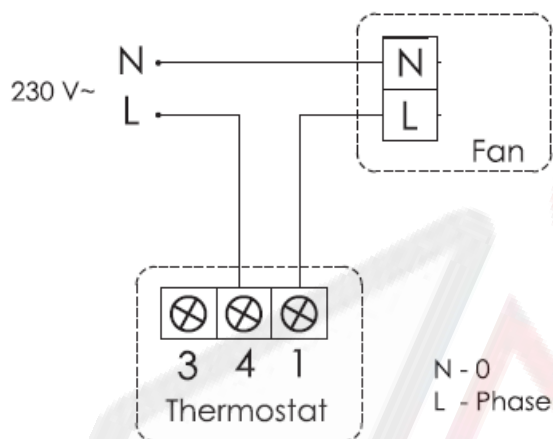 N
N
230 V~
L
L
Fan
3 4 1
Thermostat
N - 0
L - Phase